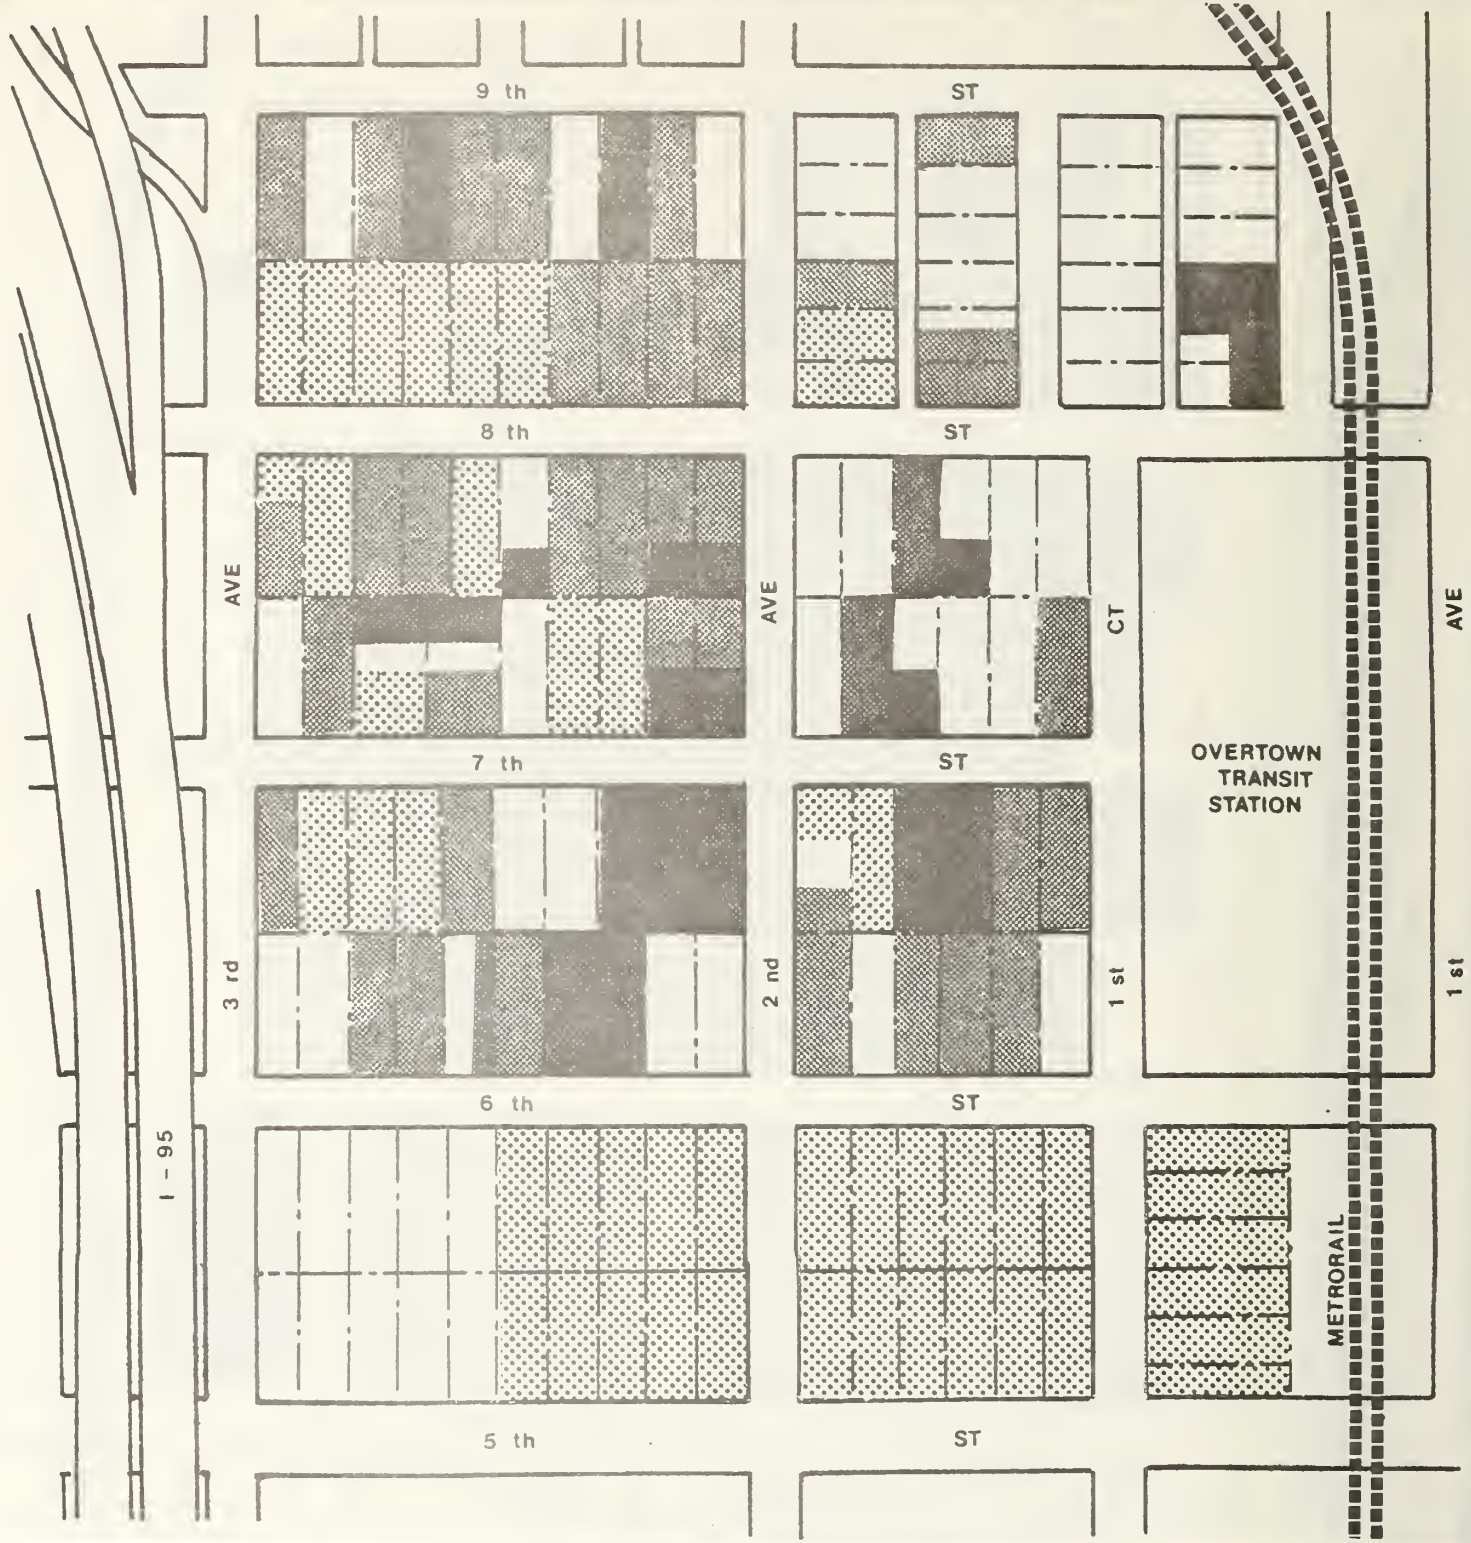 9 th ST
8 th ST
AVE
AVE
CT
AVE
7 th ST
OVERTOWN
TRANSIT
STATION
3 rd
2 nd
1 st
1 st
6 th ST
I - 95
METRORAIL
5 th ST